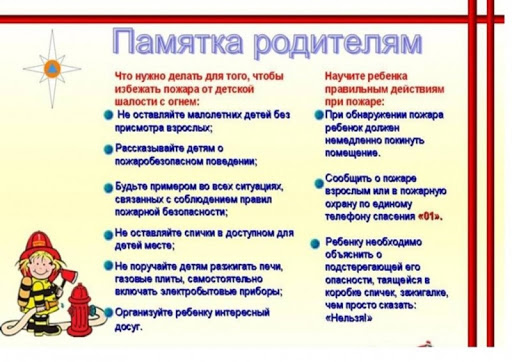 Памятка родителям
Что нужно делать для того, чтобы
избежать пожара от детской
шалости с огнем:
Не оставляйте малолетних детей без
присмотра взрослых;
Рассказывайте детям о
пожаробезопасном поведении;
Будьте примером во всех ситуациях,
связанных с соблюдением правил
пожарной безопасности;
Не оставляйте спички в доступном для
детей месте;
Не поручайте детям разжигать печи,
газовые плиты, самостоятельно
включать электробытовые приборы;
Организуйте ребенку интересный
досуг.
Научите ребенка
правильным действиям
при пожаре:
При обнаружении пожара
ребенок должен
немедленно покинуть
помещение.
Сообщить о пожаре
взрослым или в пожарную
охрану по единому
телефону спасения «01».
Ребенку необходимо
объяснить о
подстерегающей его
опасности, таящейся в
коробке спичек, зажигалке,
чем просто сказать:
«Нельзя!»